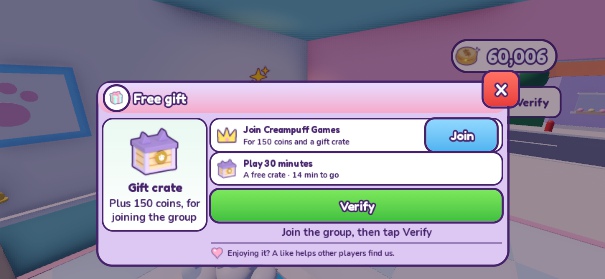 60,006
Free gift
X
Verify
Join Creampuff Games
For 150 coins and a gift crate
Join
Play 30 minutes
A free crate · 14 min to go
Gift crate
Plus 150 coins, for
joining the group
Verify
Join the group, then tap Verify
Enjoying it? A like helps other players find us.